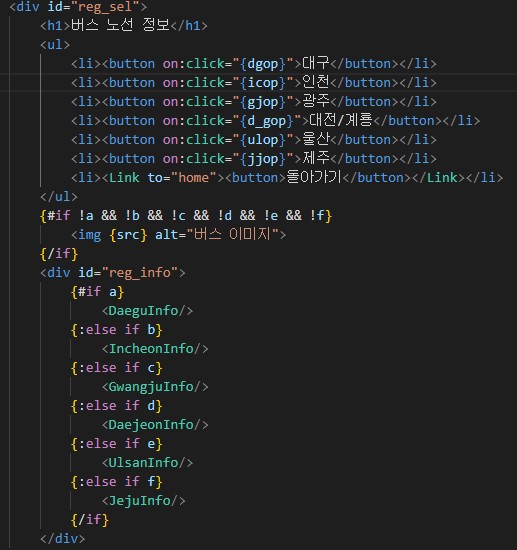 <div id="reg_sel">
<h1>버스 노선 정보</h1>
<ul>
<li><button on:click="{dgop}">대구</button></li>
<li><button on:click="{icop}">인천</button></li>
<li><button on:click="{gjop}">광주</button></li>
<li><button on:click="{d_gop}">대전/계룡</button></li>
<li><button on:click="{ulop}">울산</button></li>
<li><button on:click="{jjop}">제주</button></li>
<li><Link to="home"><button>돌아가기</button></Link></li>
</ul>
{#if !a && !b && !c && !d && !e && !f}
<img {src} alt="버스 이미지">
{/if}
<div id="reg_info">
{#if a}
<DaeguInfo/>
{:else if b}
<IncheonInfo/>
{:else if c}
<GwangjuInfo/>
{:else if d}
<DaejeonInfo/>
{:else if e}
<UlsanInfo/>
{:else if f}
<JejuInfo/>
{/if}
</div>